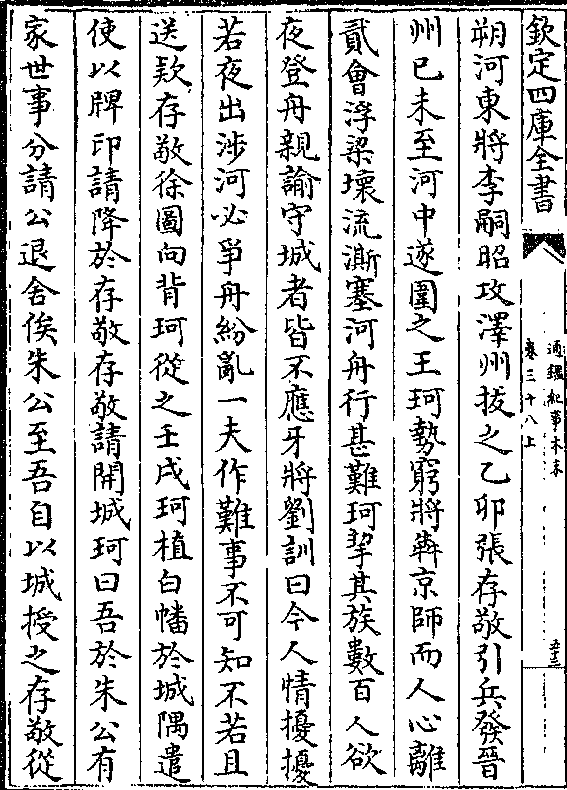 欽定四庫全書
通鑑紀事本末
卷三十八上
五十三
朔河東將李嗣昭攻澤州拔之乙卯張存敬引兵發晉
州已未至河中遂圍之王珂勢窮將奔京師而人心離
貳會浮梁壞流澌塞河舟行甚難珂挈其族數百人欲
夜登舟親諭守城者皆不應牙將劉訓曰今人情擾擾
若夜出涉河必爭舟紛亂一夫作難事不可知不若且
送款存敬徐圖向背珂從之壬戌珂植白幡於城隅遣
使以牌印請降於存敬存敬請開城珂曰吾於朱公有
家世事分請公退舍俟朱公至吾自以城授之存敬從